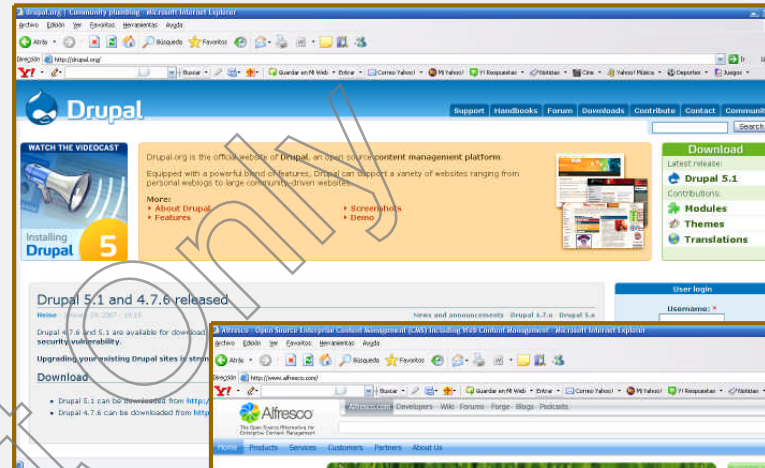 drupal.org | Community plumbing - Microsoft Internet Explorer
Archivo Edición Ver Favoritos Herramientas Ayuda
Atrás Búsqueda Favoritos
Dirección http://drupal.org/ Ir
Y! Buscar Guardar en Mi Web Entrar Correo Yahoo! Mi Yahoo! Y! Respuestas Noticias Cine Yahoo! Música Deportes Juegos
Drupal
Support Handbooks Forum Downloads Contribute Contact
Search
WATCH THE VIDEOCAST
Installing
Drupal 5
Drupal.org is the official website of Drupal, an open source content management platform.
Equipped with a powerful blend of features, Drupal can support a variety of websites ranging from
personal weblogs to large community-driven websites.
More:
About Drupal
Features
Screenshots
Demo
Download
Latest release:
Drupal 5.1
Contributions:
Modules
Themes
Translations
User login
Username: *
Drupal 5.1 and 4.7.6 released
News and announcements Drupal 4.7.x Drupal 5.x
Drupal 4.7.6 and 5.1 are available for download.
security vulnerability.
Upgrading your existing Drupal sites is
Download
Drupal 5.1 can be downloaded from
Drupal 4.7.6 can be downloaded from
Alfresco - Open Source Enterprise Content Management (CMS) including Web Content Management - Microsoft Internet Explorer
Archivo Edición Ver Favoritos Herramientas Ayuda
Atrás Búsqueda Favoritos
Dirección http://www.alfresco.com/
Y! Buscar Guardar en Mi Web Entrar Correo Yahoo! Mi Yahoo! Y! Respuestas Noticias
Alfresco
The Open Source Alternative for
Enterprise Content Management
Alfresco.com Developers Wiki Forums Forge Blogs Podcasts
Home Products Services Customers Partners About Us
only